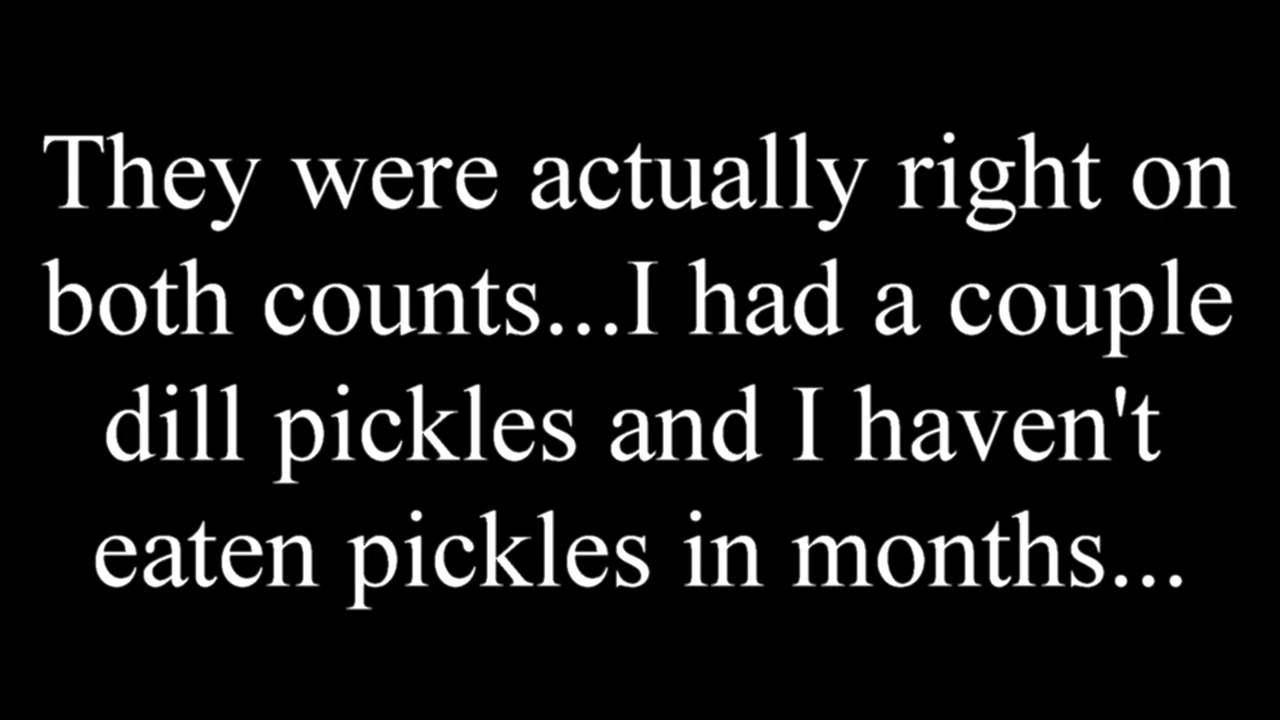 They were actually right on
both counts...I had a couple
dill pickles and I haven't
eaten pickles in months...